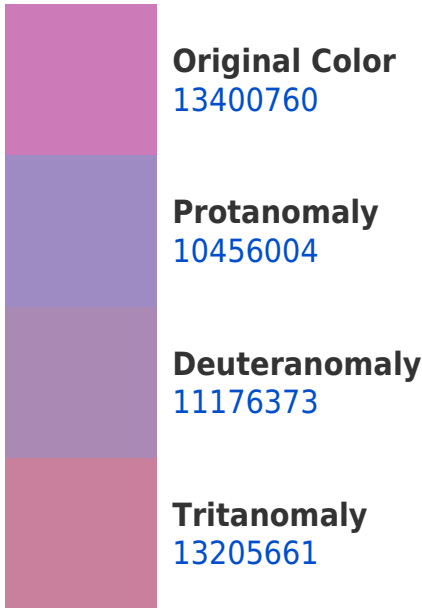 Original Color
13400760
Protanomaly
10456004
Deuteranomaly
11176373
Tritanomaly
13205661